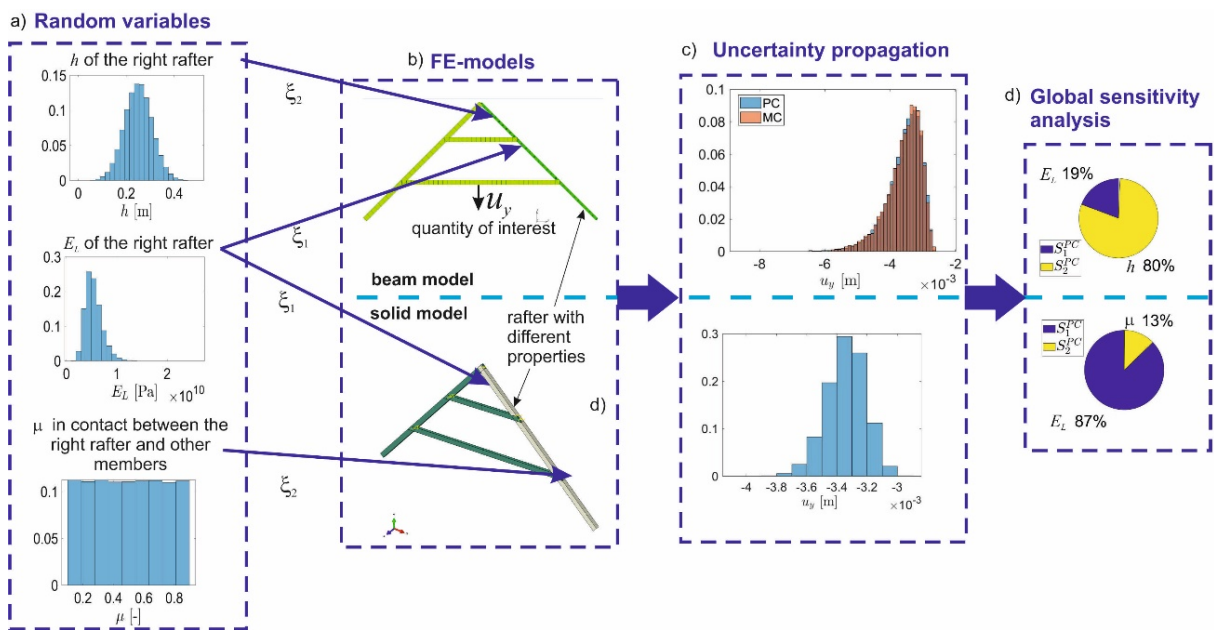 a) Random variables
h of the right rafter
0.15
0.1
0.05
0
0 0.2 0.4
h [m]
E_L of the right rafter
0.3
0.2
0.1
0
0 1 2
E_L [Pa] ×10^10
μ in contact between the
right rafter and other
members
0.1
0.05
0
0.2 0.4 0.6 0.8
μ [-]
ξ_2
ξ_1
ξ_1
ξ_2
b) FE-models
u_y
quantity of interest
beam model
solid model
rafter with
different
properties
d)
c) Uncertainty propagation
PC
MC
0.1
0.08
0.06
0.04
0.02
0
-8 -6 -4 -2
u_y [m] ×10^-3
0.3
0.2
0.1
0
-4 -3.8 -3.6 -3.4 -3.2 -3
u_y [m] ×10^-3
d) Global sensitivity
analysis
E_L 19%
S_1^PC
S_2^PC
h 80%
S_1^PC
S_2^PC
μ 13%
E_L 87%